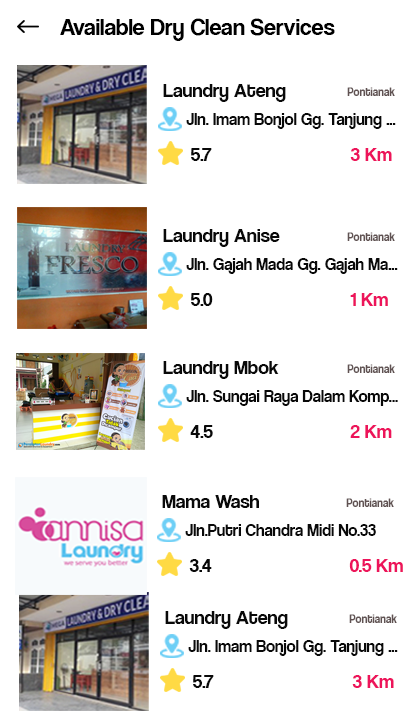 Available Dry Clean Services
LAUNDRY & DRY CLEA
Laundry Ateng
Pontianak
Jln. Imam Bonjol Gg. Tanjung ...
5.7
3 Km
LAUNDRY
FRESCO
Laundry Anise
Pontianak
Jln. Gajah Mada Gg. Gajah Ma...
5.0
1 Km
Laundry Mbok
Pontianak
Jln. Sungai Raya Dalam Komp...
4.5
2 Km
annisa
Laundry
we serve you better
Mama Wash
Pontianak
Jln.Putri Chandra Midi No.33
3.4
0.5 Km
LAUNDRY & DRY CLEA
Laundry Ateng
Pontianak
Jln. Imam Bonjol Gg. Tanjung ...
5.7
3 Km